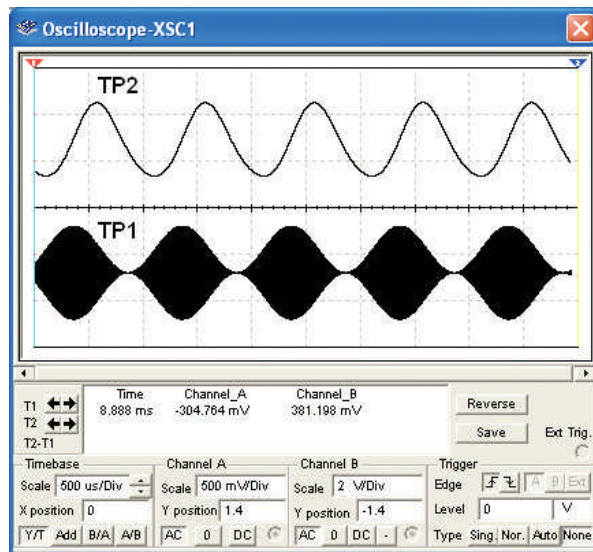 Oscilloscope-XSC1
1 2
TP2
TP1
Time Channel_A Channel_B
8.888 ms -304.764 mV 381.198 mV
T1
T2
T2-T1
Reverse
Save
Ext Trig.
Timebase
Scale 500 us/Div
X position 0
Y/T Add B/A A/B
Channel A
Scale 500 mV/Div
Y position 1.4
AC 0 DC
Channel B
Scale 2 V/Div
Y position -1.4
AC 0 DC -
Trigger
Edge A B Ext
Level 0 V
Type Sing. Nor. Auto None